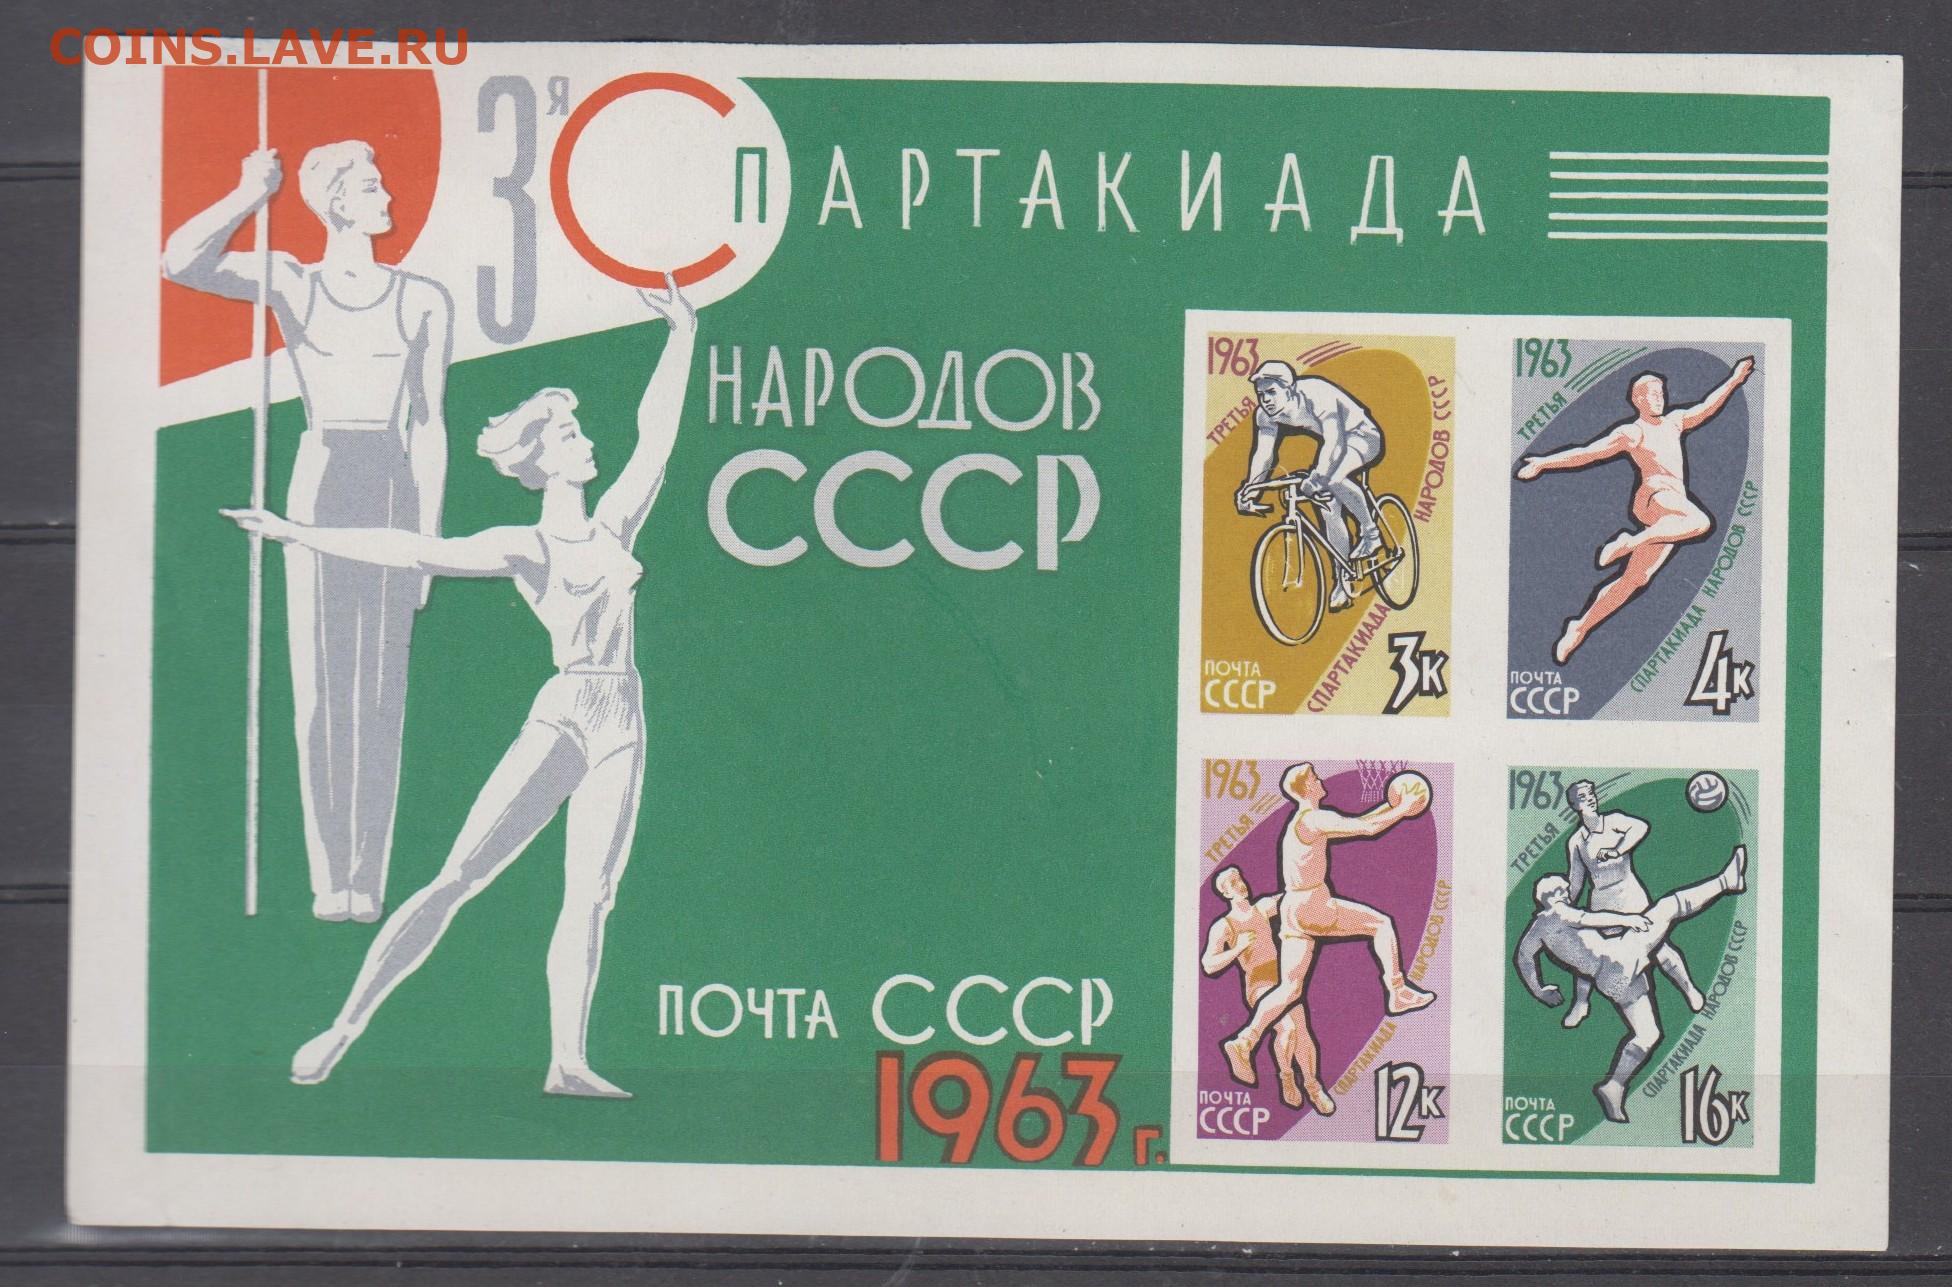 COINS.LAVE.RU
3я СПАРТАКИАДА
НАРОДОВ
СССР
ПОЧТА СССР
1963 г.
1963
ТРЕТЬЯ
СПАРТАКИАДА
НАРОДОВ СССР
ПОЧТА
СССР
3К
1963
ТРЕТЬЯ
СПАРТАКИАДА НАРОДОВ СССР
ПОЧТА
СССР
4К
1963
ТРЕТЬЯ
СПАРТАКИАДА
НАРОДОВ СССР
ПОЧТА
СССР
12К
1963
ТРЕТЬЯ
СПАРТАКИАДА НАРОДОВ СССР
ПОЧТА
СССР
16К